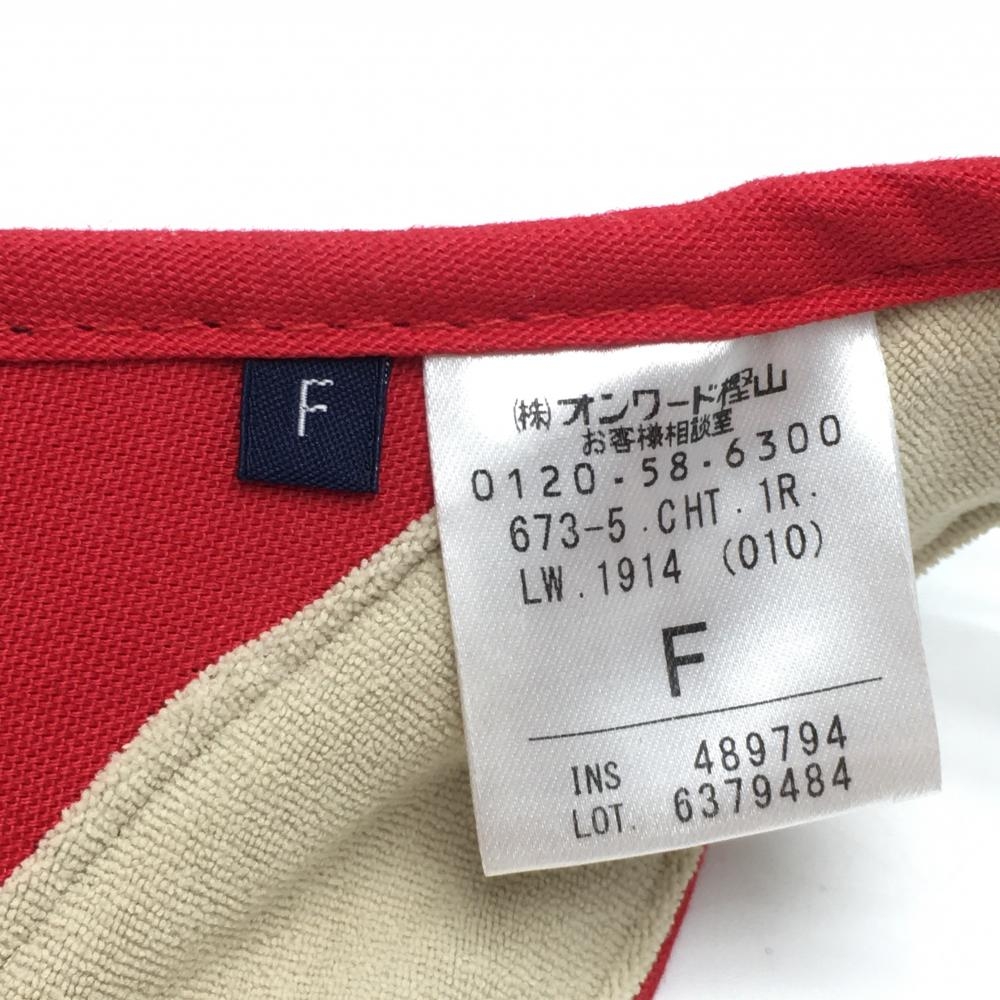 F
(株)オンワード樫山
お客様相談室
0120-58-6300
673-5.CHT.1R.
LW.1914 (010)
F
INS 489794
LOT. 6379484